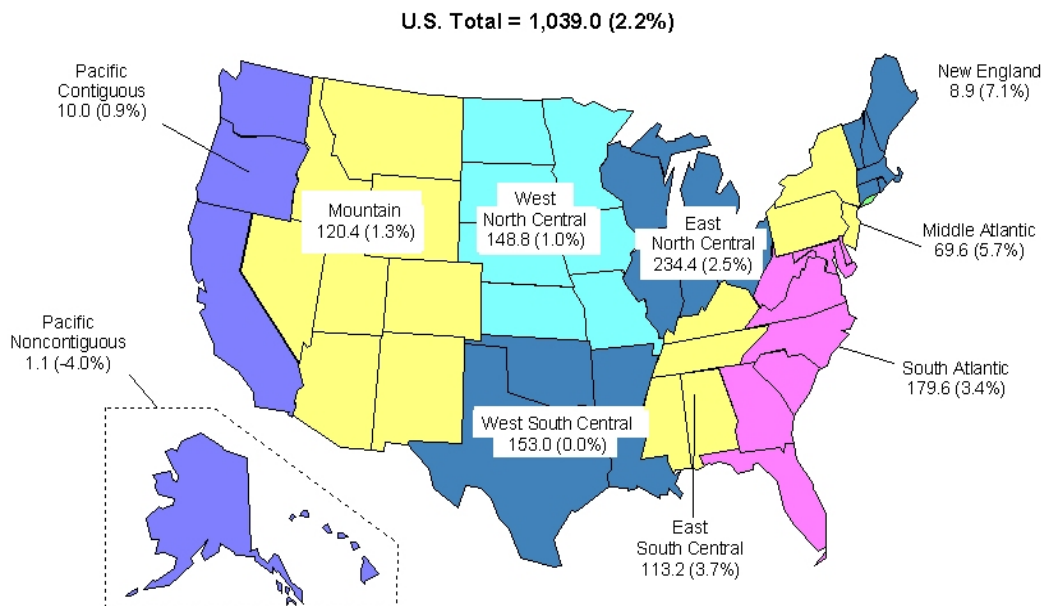 U.S. Total = 1,039.0 (2.2%)
Pacific
Contiguous
10.0 (0.9%)
New England
8.9 (7.1%)
Mountain
120.4 (1.3%)
West
North Central
148.8 (1.0%)
East
North Central
234.4 (2.5%)
Middle Atlantic
69.6 (5.7%)
Pacific
Noncontiguous
1.1 (-4.0%)
South Atlantic
179.6 (3.4%)
West South Central
153.0 (0.0%)
East
South Central
113.2 (3.7%)